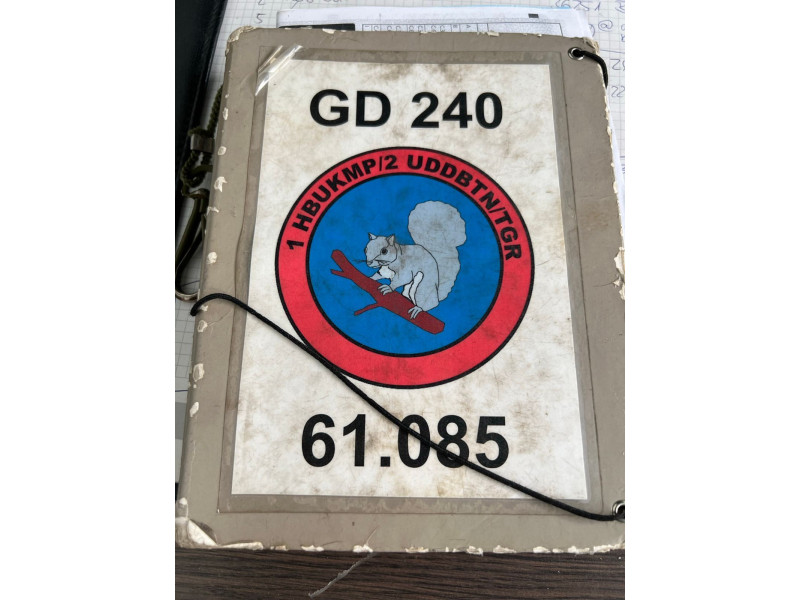 GD 240
1 HBUKMP/2 UDDBTN/TGR
61.085